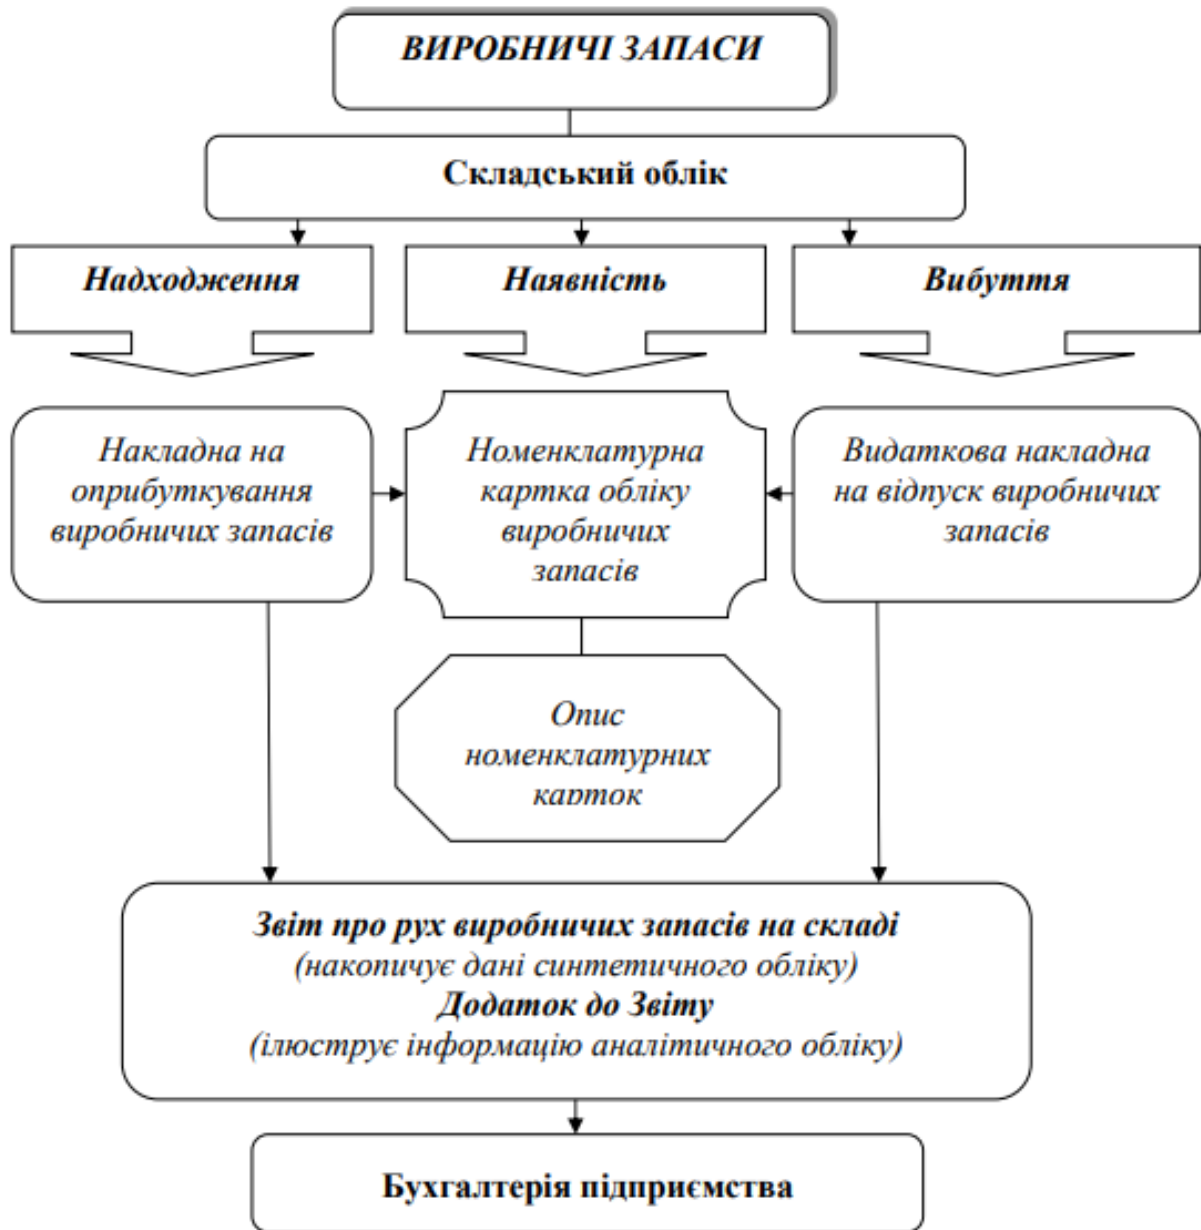 ВИРОБНИЧІ ЗАПАСИ
Складський облік
Надходження
Наявність
Вибуття
Накладна на
оприбуткування
виробничих запасів
Номенклатурна
картка обліку
виробничих
запасів
Видаткова накладна
на відпуск виробничих
запасів
Опис
номенклатурних
карток
Звіт про рух виробничих запасів на складі
(накопичує дані синтетичного обліку)
Додаток до Звіту
(ілюструє інформацію аналітичного обліку)
Бухгалтерія підприємства